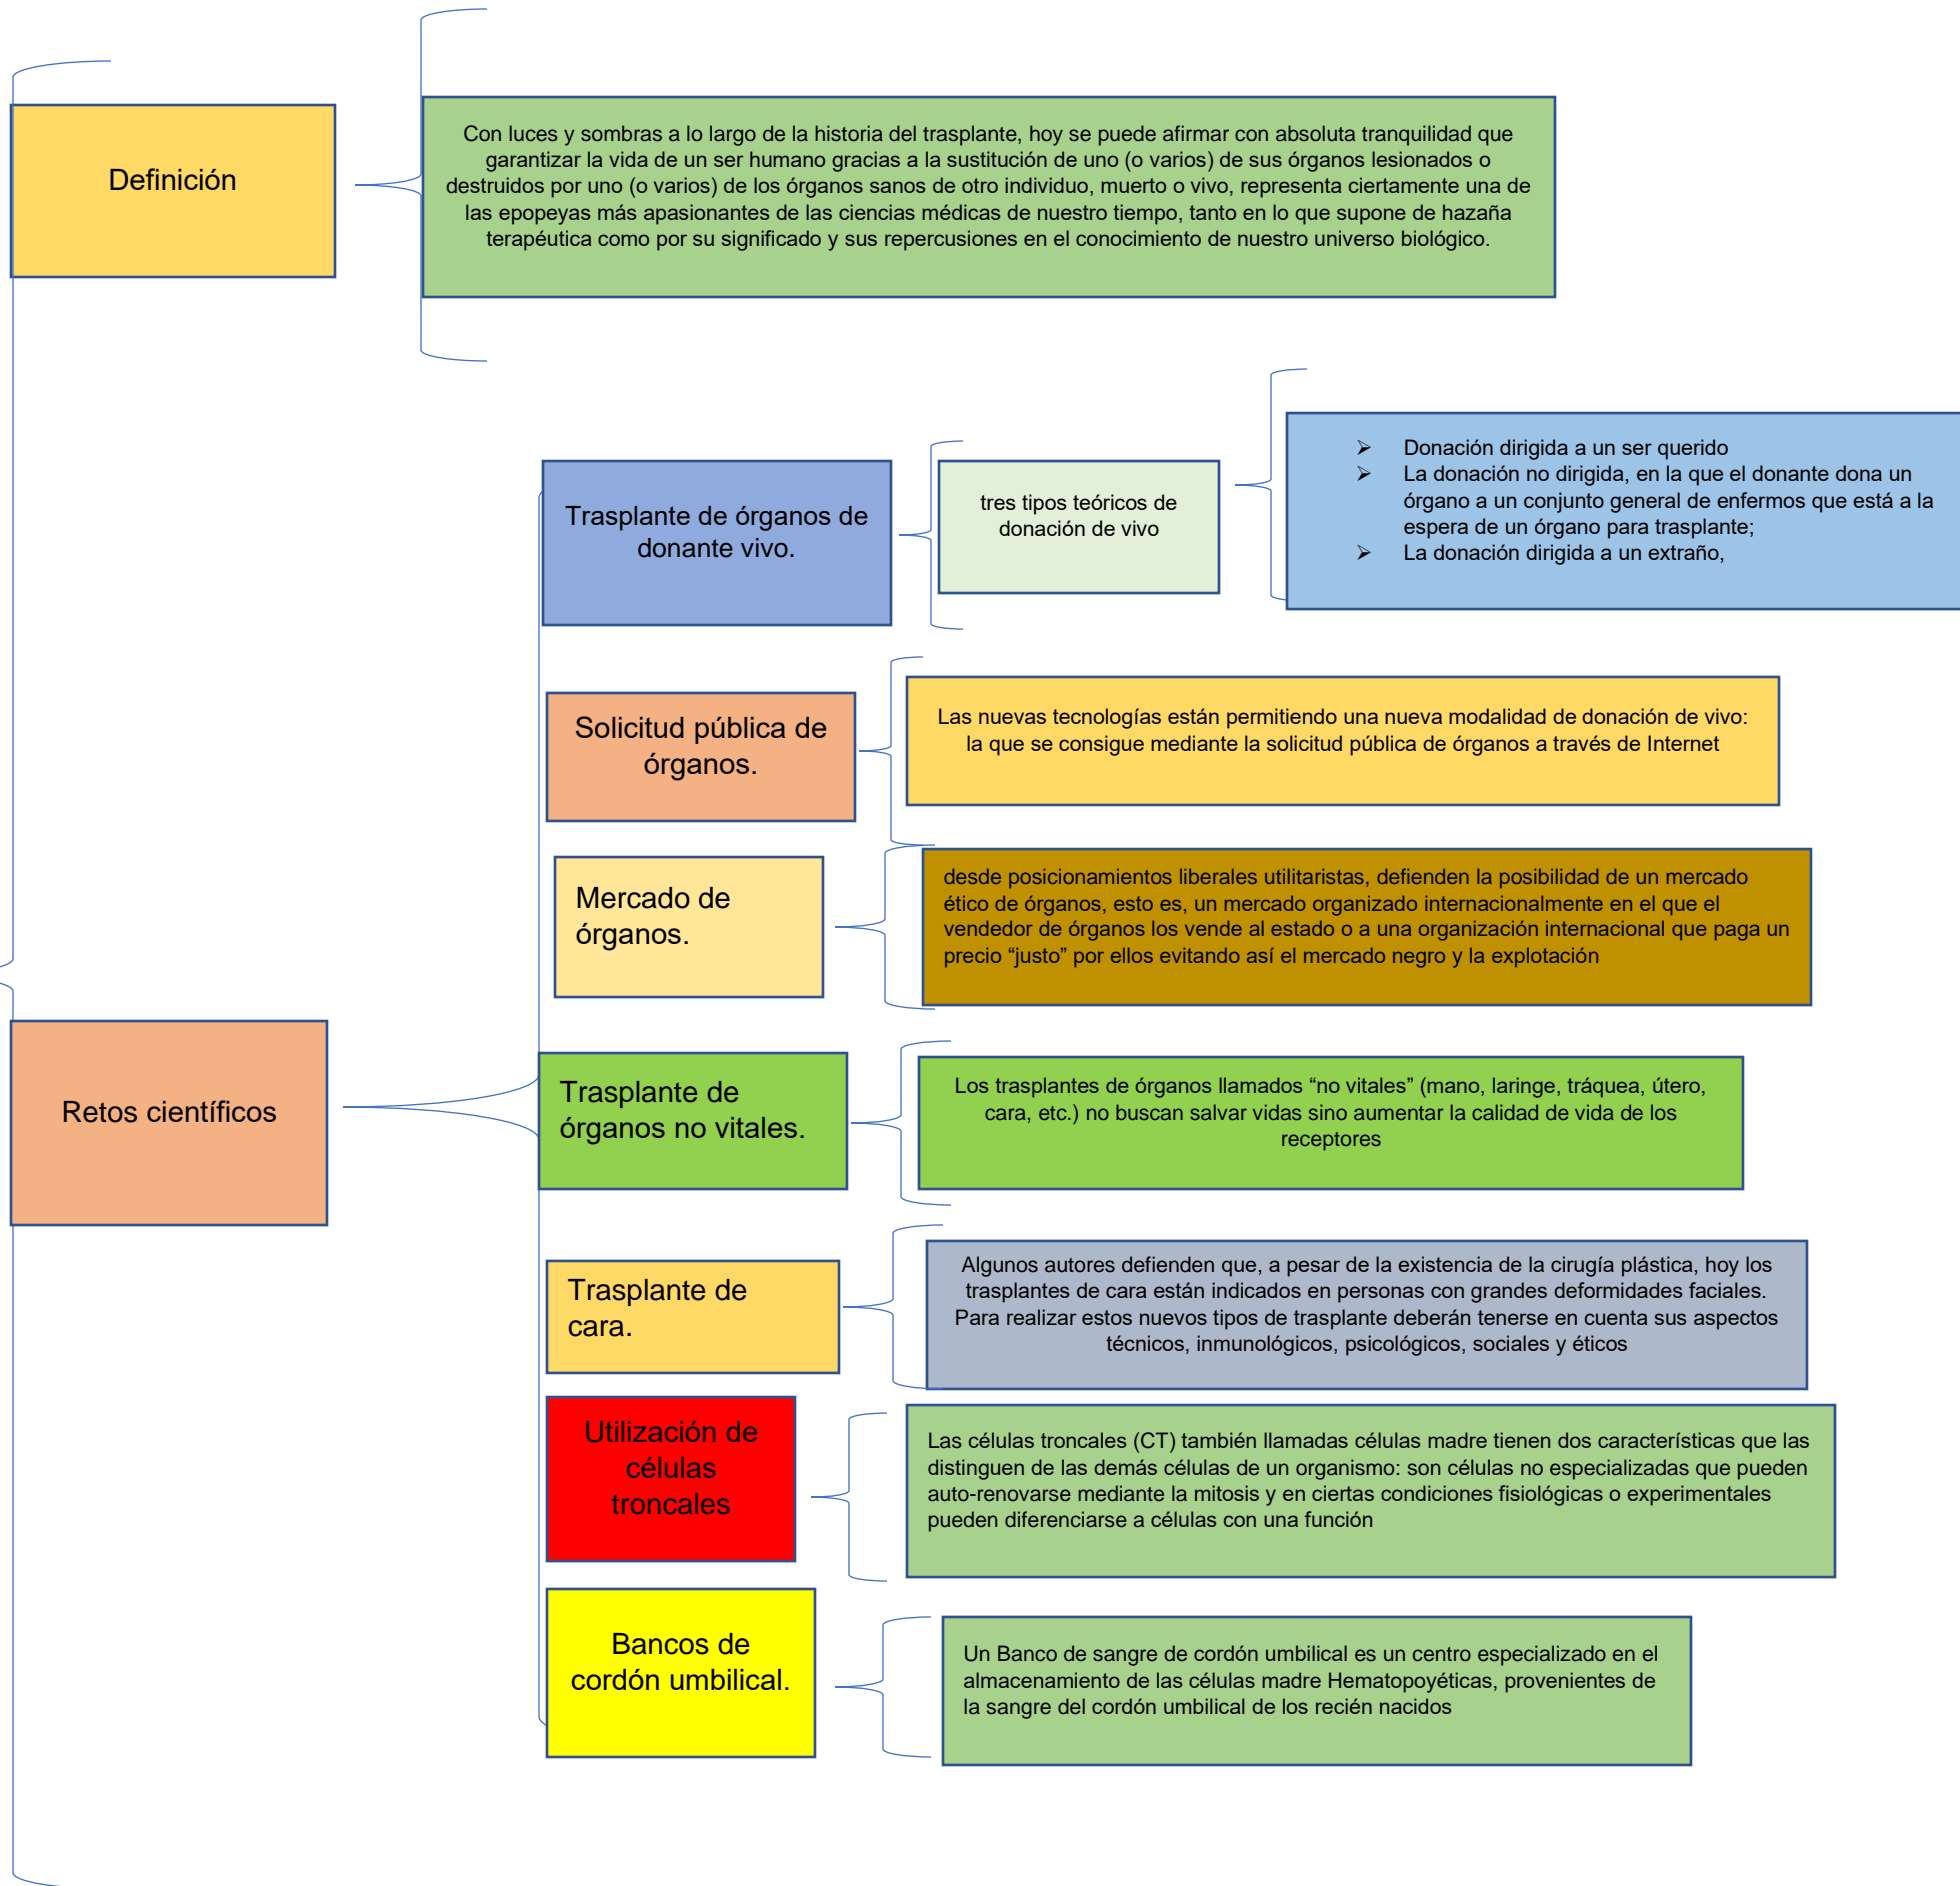 Definición
Con luces y sombras a lo largo de la historia del trasplante, hoy se puede afirmar con absoluta tranquilidad que
garantizar la vida de un ser humano gracias a la sustitución de uno (o varios) de sus órganos lesionados o
destruidos por uno (o varios) de los órganos sanos de otro individuo, muerto o vivo, representa ciertamente una de
las epopeyas más apasionantes de las ciencias médicas de nuestro tiempo, tanto en lo que supone de hazaña
terapéutica como por su significado y sus repercusiones en el conocimiento de nuestro universo biológico.
Retos científicos
Trasplante de órganos de
donante vivo.
tres tipos teóricos de
donación de vivo
➢ Donación dirigida a un ser querido
➢ La donación no dirigida, en la que el donante dona un
órgano a un conjunto general de enfermos que está a la
espera de un órgano para trasplante;
➢ La donación dirigida a un extraño,
Solicitud pública de
órganos.
Las nuevas tecnologías están permitiendo una nueva modalidad de donación de vivo:
la que se consigue mediante la solicitud pública de órganos a través de Internet
Mercado de
órganos.
desde posicionamientos liberales utilitaristas, defienden la posibilidad de un mercado
ético de órganos, esto es, un mercado organizado internacionalmente en el que el
vendedor de órganos los vende al estado o a una organización internacional que paga un
precio “justo” por ellos evitando así el mercado negro y la explotación
Trasplante de
órganos no vitales.
Los trasplantes de órganos llamados “no vitales” (mano, laringe, tráquea, útero,
cara, etc.) no buscan salvar vidas sino aumentar la calidad de vida de los
receptores
Trasplante de
cara.
Algunos autores defienden que, a pesar de la existencia de la cirugía plástica, hoy los
trasplantes de cara están indicados en personas con grandes deformidades faciales.
Para realizar estos nuevos tipos de trasplante deberán tenerse en cuenta sus aspectos
técnicos, inmunológicos, psicológicos, sociales y éticos
Utilización de
células
troncales
Las células troncales (CT) también llamadas células madre tienen dos características que las
distinguen de las demás células de un organismo: son células no especializadas que pueden
auto-renovarse mediante la mitosis y en ciertas condiciones fisiológicas o experimentales
pueden diferenciarse a células con una función
Bancos de
cordón umbilical.
Un Banco de sangre de cordón umbilical es un centro especializado en el
almacenamiento de las células madre Hematopoyéticas, provenientes de
la sangre del cordón umbilical de los recién nacidos